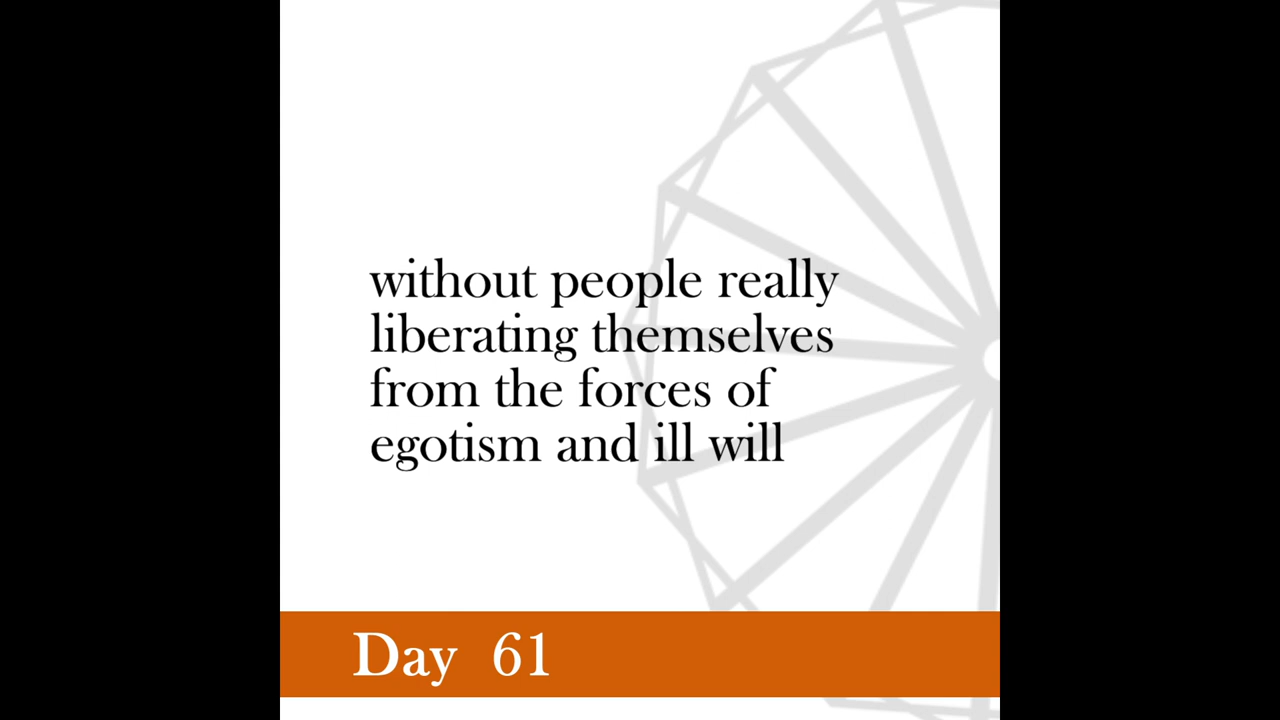 without people really
liberating themselves
from the forces of
egotism and ill will
Day 61